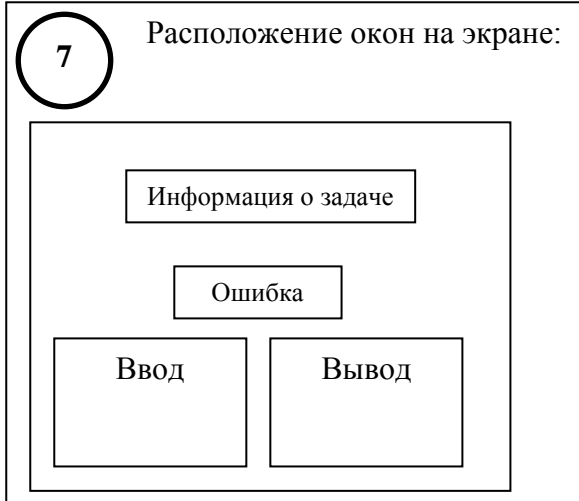 7
Расположение окон на экране:
Информация о задаче
Ошибка
Ввод
Вывод